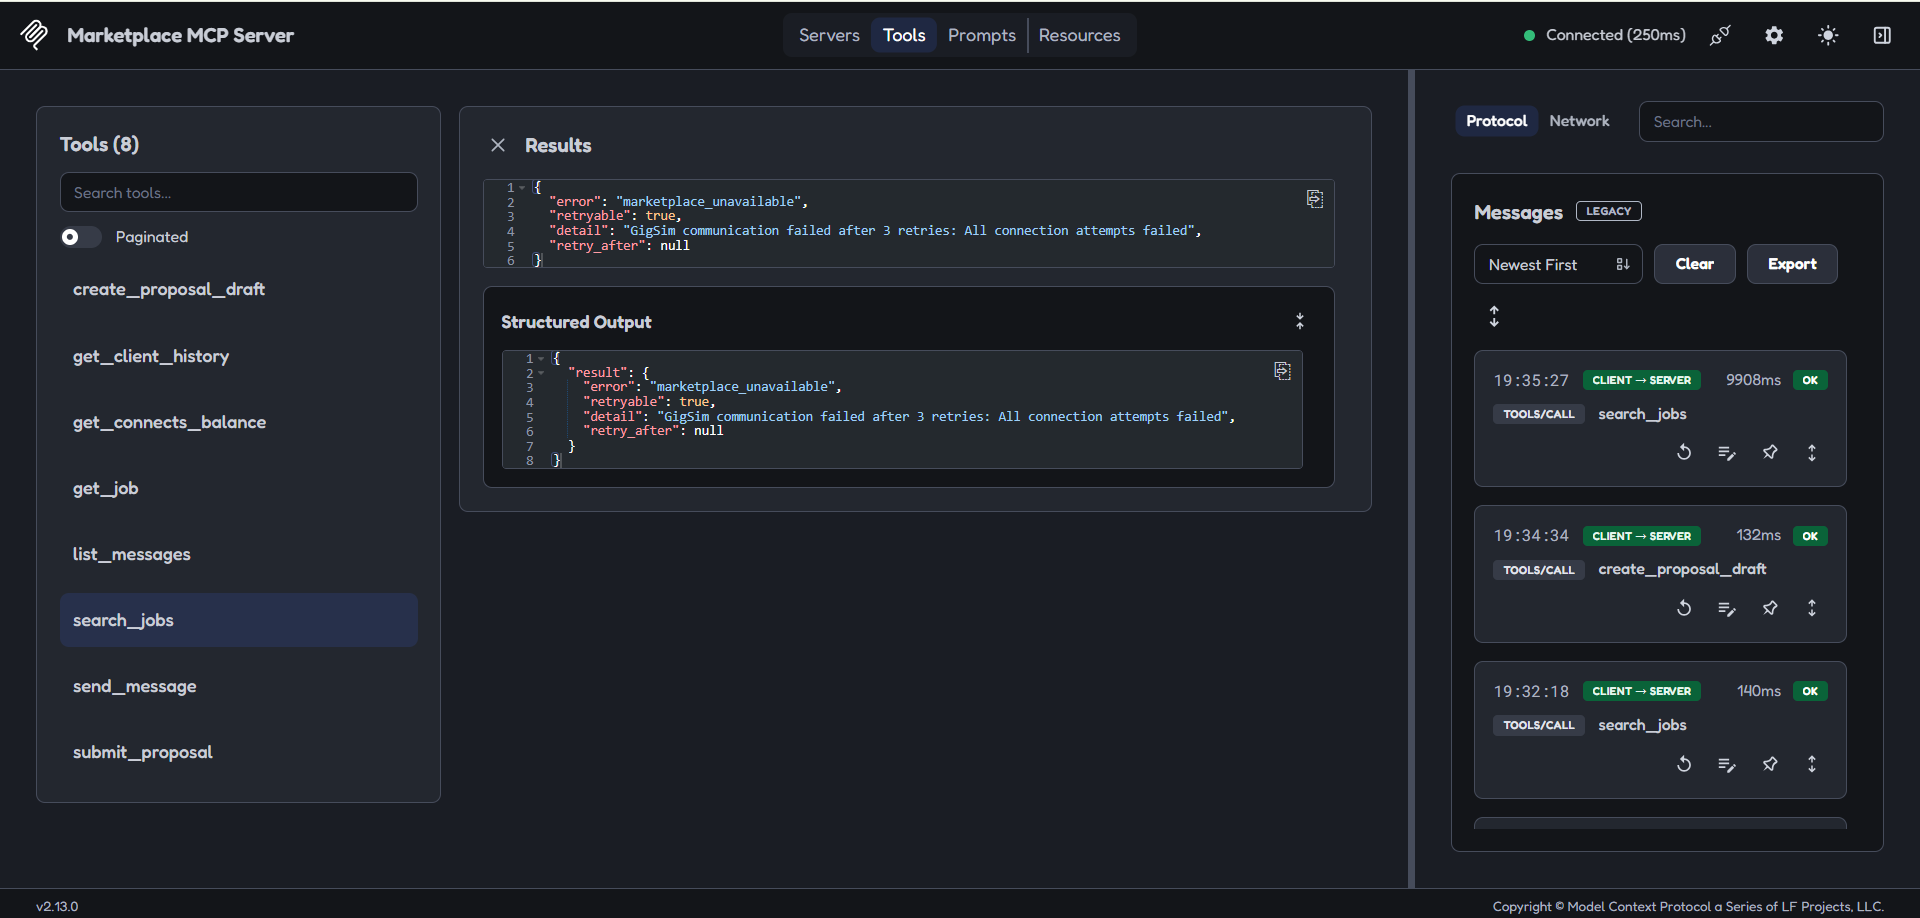 Marketplace MCP Server
Servers
Tools
Prompts
Resources
Connected (250ms)
Tools (8)
Search tools...
Paginated
create_proposal_draft
get_client_history
get_connects_balance
get_job
list_messages
search_jobs
send_message
submit_proposal
Results
1 {
2 "error": "marketplace_unavailable",
3 "retryable": true,
4 "detail": "GigSim communication failed after 3 retries: All connection attempts failed",
5 "retry_after": null
6 }
Structured Output
1 {
2 "result": {
3 "error": "marketplace_unavailable",
4 "retryable": true,
5 "detail": "GigSim communication failed after 3 retries: All connection attempts failed",
6 "retry_after": null
7 }
8 }
Protocol
Network
Search...
Messages LEGACY
Newest First
Clear
Export
19:35:27 CLIENT → SERVER 9908ms OK
TOOLS/CALL search_jobs
19:34:34 CLIENT → SERVER 132ms OK
TOOLS/CALL create_proposal_draft
19:32:18 CLIENT → SERVER 140ms OK
TOOLS/CALL search_jobs
v2.13.0
Copyright © Model Context Protocol a Series of LF Projects, LLC.